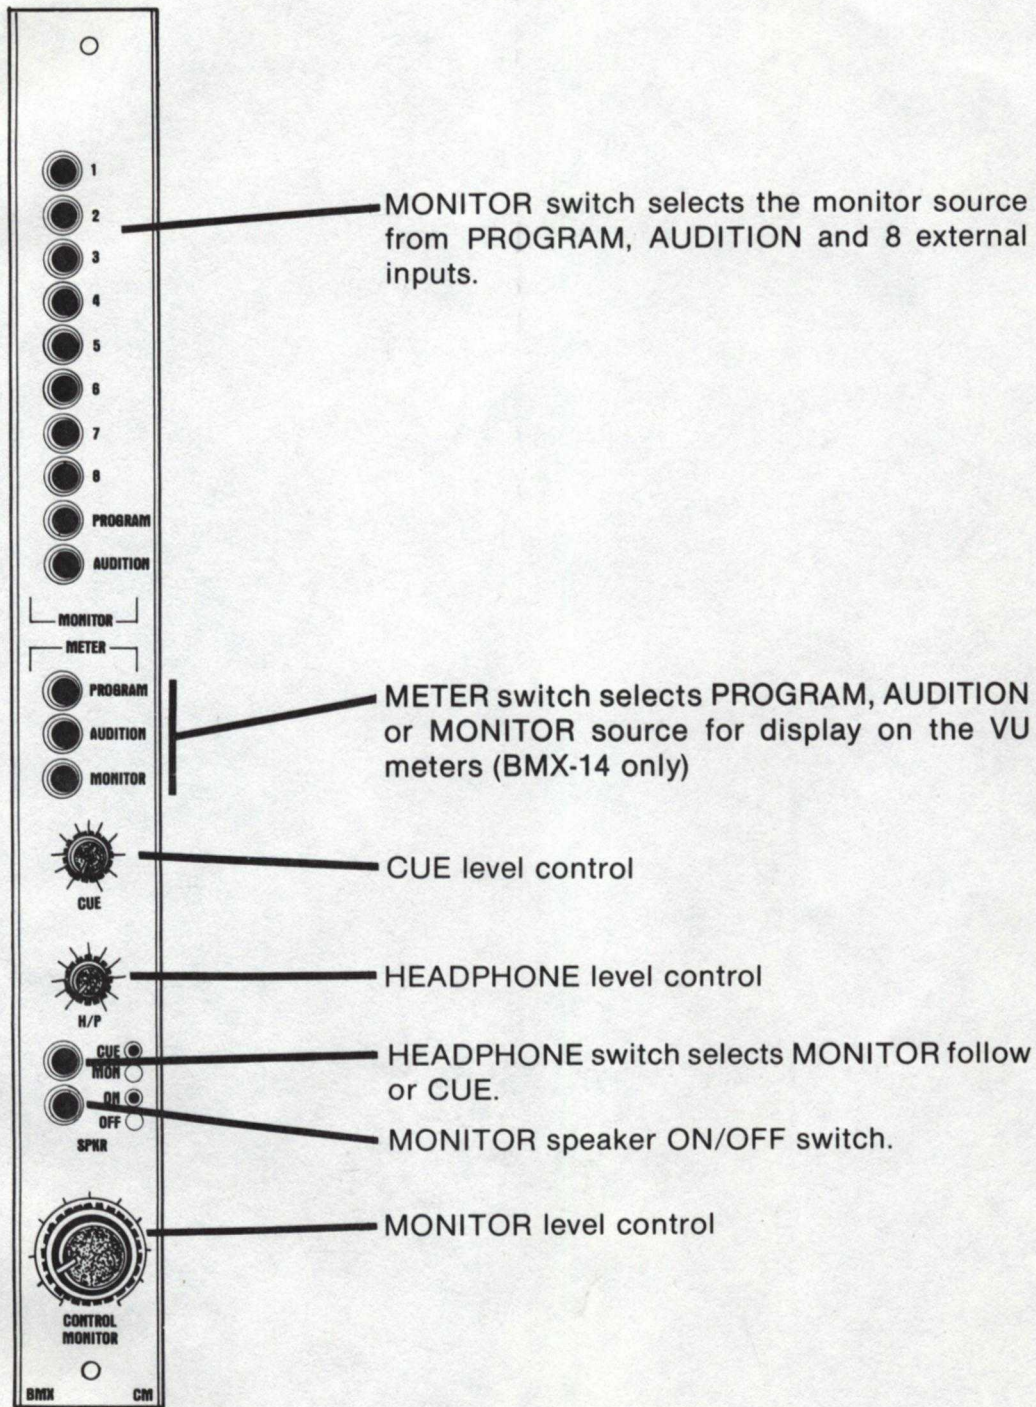 1
2
3
4
5
6
7
8
PROGRAM
AUDITION
MONITOR
METER
PROGRAM
AUDITION
MONITOR
CUE
H/P
CUE
MON
ON
OFF
SPKR
CONTROL
MONITOR
BMX CM
MONITOR switch selects the monitor source
from PROGRAM, AUDITION and 8 external
inputs.
METER switch selects PROGRAM, AUDITION
or MONITOR source for display on the VU
meters (BMX-14 only)
CUE level control
HEADPHONE level control
HEADPHONE switch selects MONITOR follow
or CUE.
MONITOR speaker ON/OFF switch.
MONITOR level control